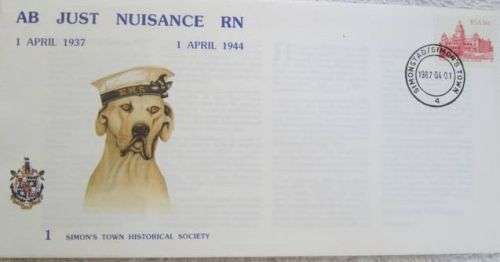 AB JUST NUISANCE RN
1 APRIL 1937
1 APRIL 1944
RSA
SIMONSTAD/SIMON'S TOWN
1987-04-01
4
1 SIMON'S TOWN HISTORICAL SOCIETY